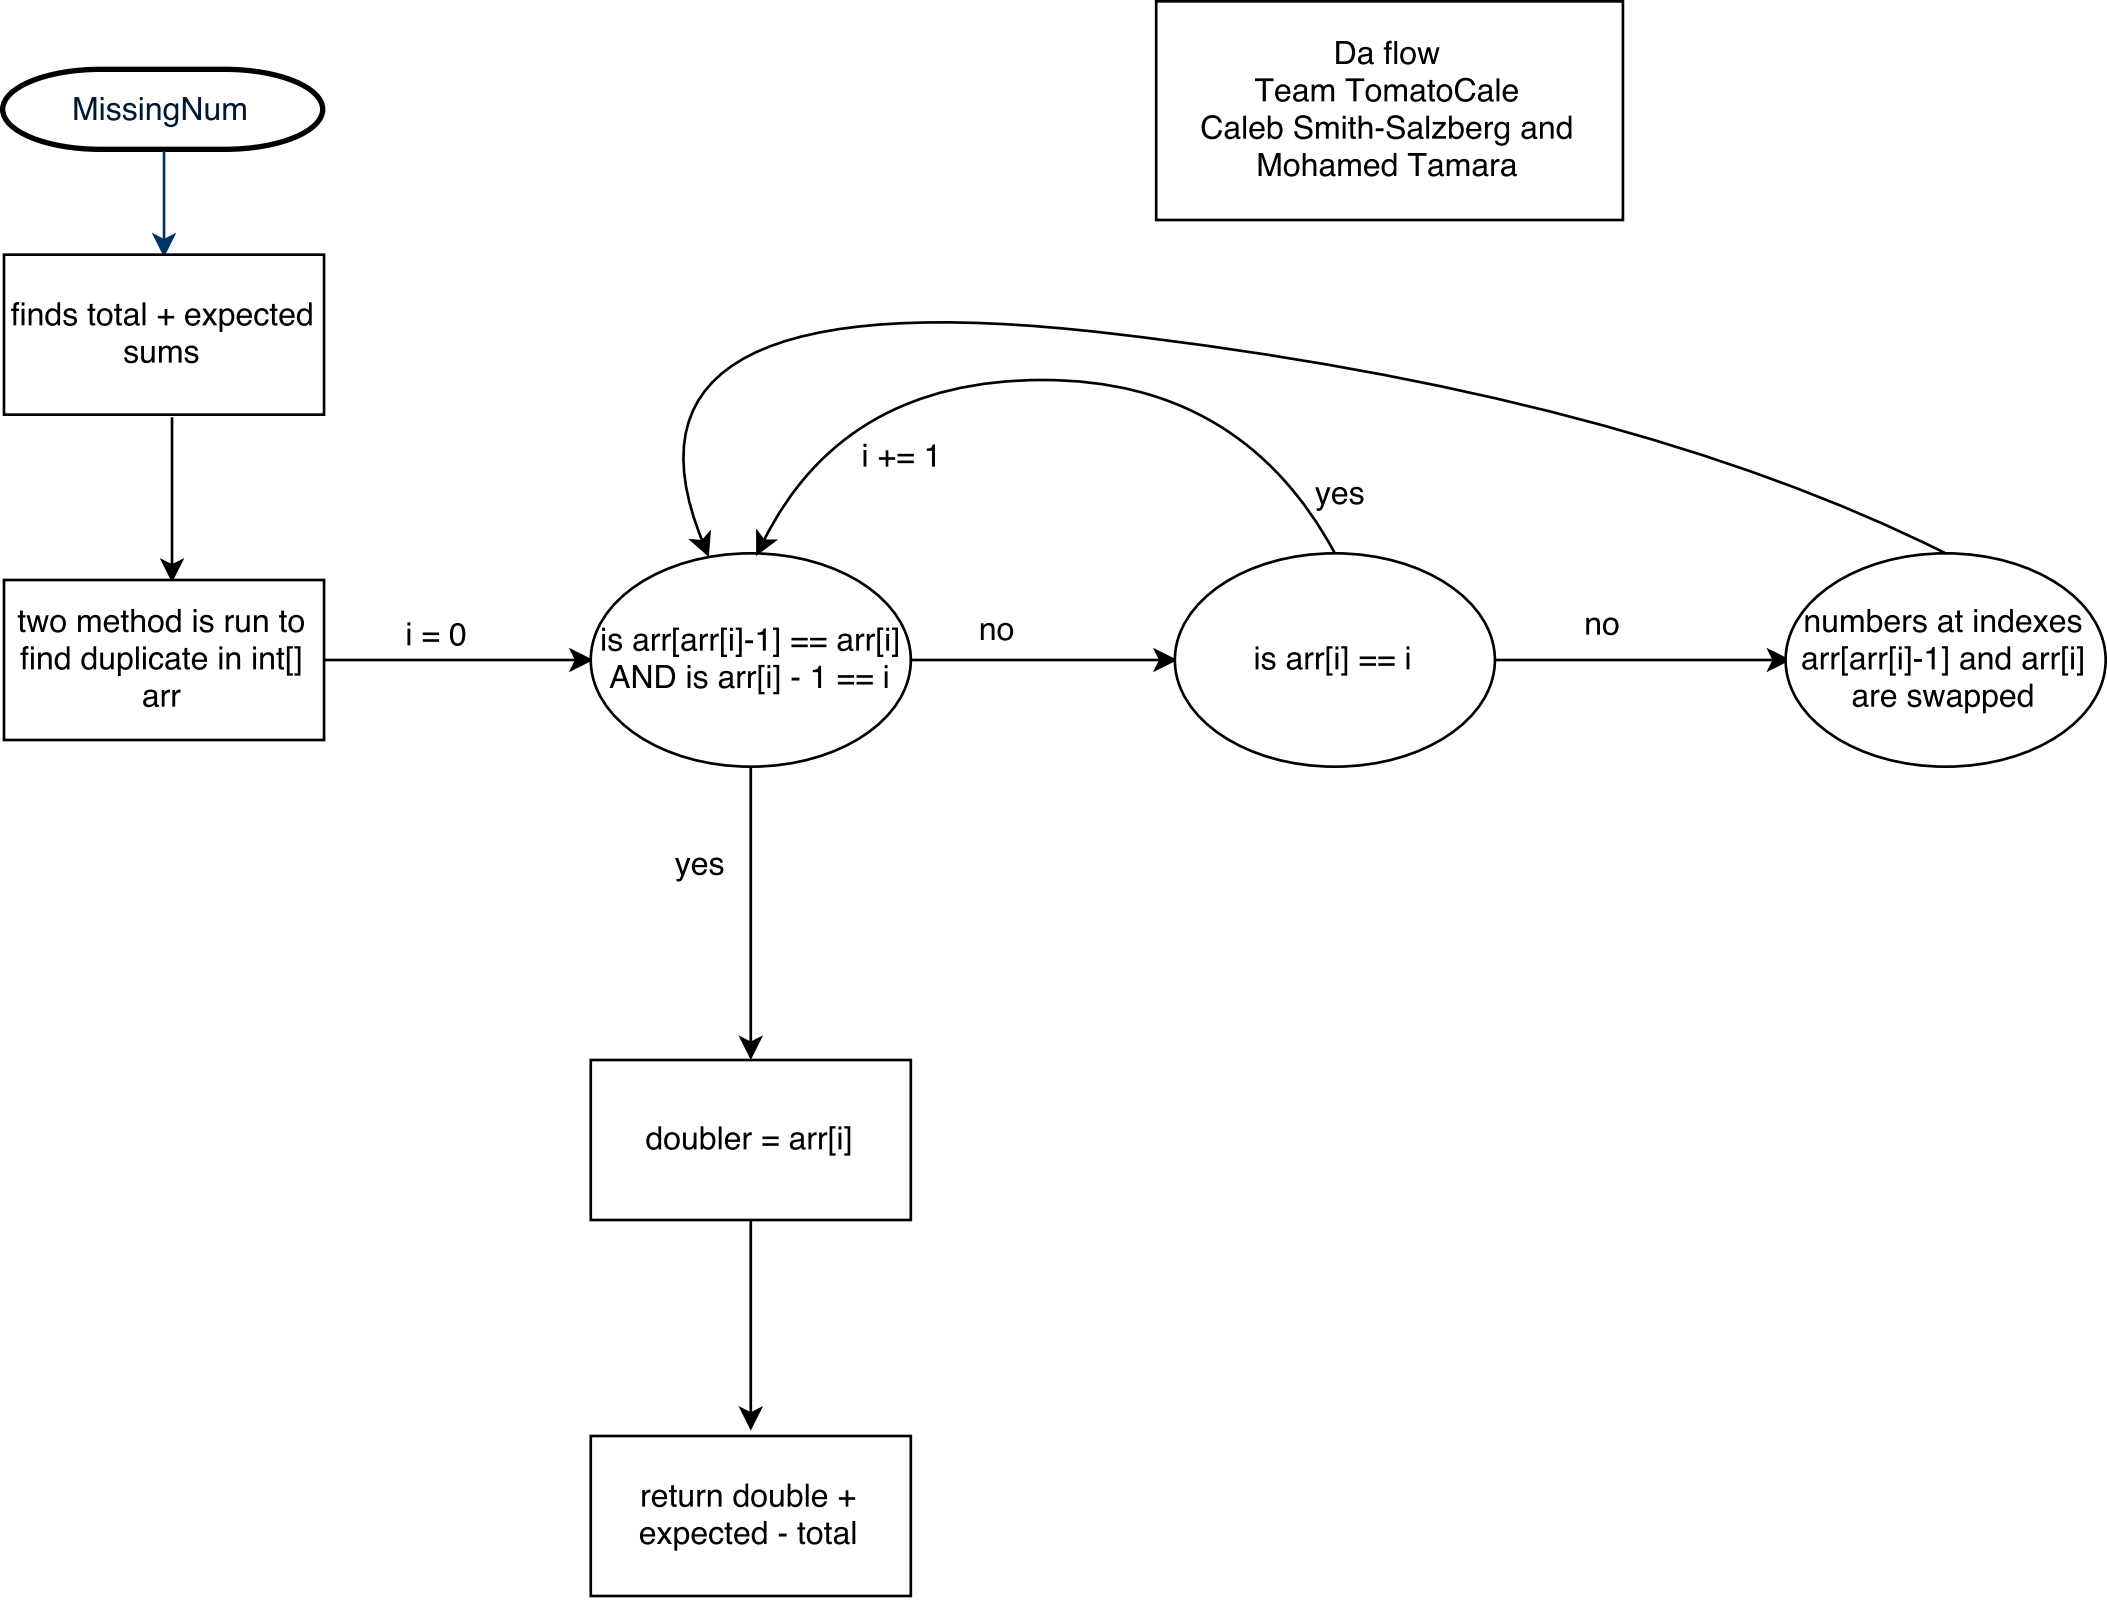 Da flow
Team TomatoCale
Caleb Smith-Salzberg and
Mohamed Tamara
MissingNum
finds total + expected
sums
two method is run to
find duplicate in int[]
arr
i = 0
is arr[arr[i]-1] == arr[i]
AND is arr[i] - 1 == i
no
i += 1
yes
is arr[i] == i
no
numbers at indexes
arr[arr[i]-1] and arr[i]
are swapped
yes
doubler = arr[i]
return double +
expected - total